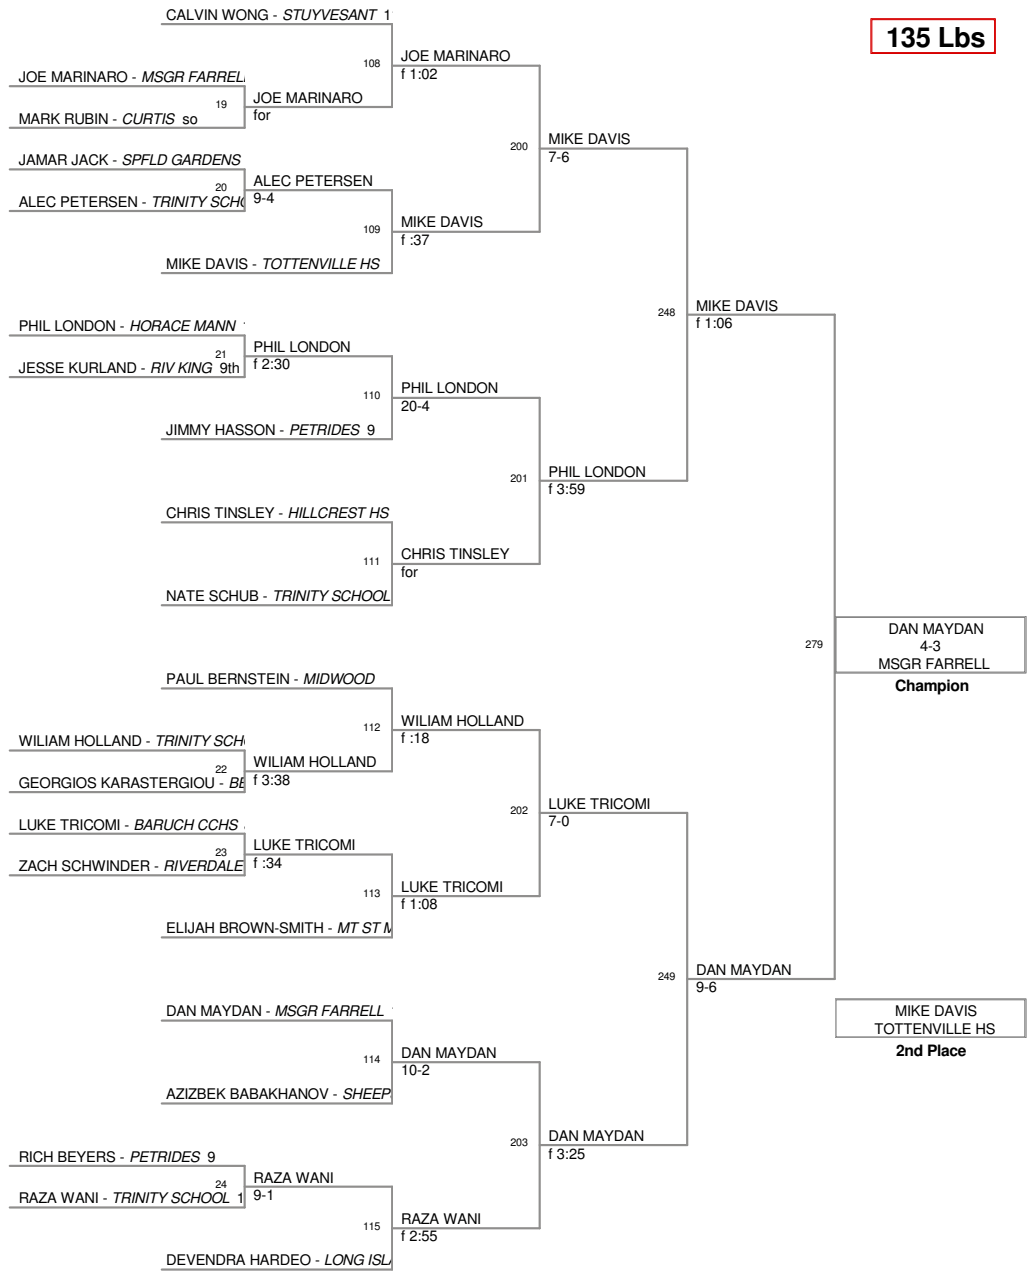 CALVIN WONG - STUYVESANT 1
135 Lbs
108
JOE MARINARO
f 1:02
JOE MARINARO - MSGR FARRELL
19
JOE MARINARO
for
MARK RUBIN - CURTIS so
200
MIKE DAVIS
7-6
JAMAR JACK - SPFLD GARDENS
20
ALEC PETERSEN
9-4
ALEC PETERSEN - TRINITY SCHO
109
MIKE DAVIS
f :37
MIKE DAVIS - TOTTENVILLE HS
248
MIKE DAVIS
f 1:06
PHIL LONDON - HORACE MANN
21
PHIL LONDON
f 2:30
JESSE KURLAND - RIV KING 9th
110
PHIL LONDON
20-4
JIMMY HASSON - PETRIDES 9
201
PHIL LONDON
f 3:59
CHRIS TINSLEY - HILLCREST HS
111
CHRIS TINSLEY
for
NATE SCHUB - TRINITY SCHOOL
279
DAN MAYDAN
4-3
MSGR FARRELL
Champion
PAUL BERNSTEIN - MIDWOOD
112
WILIAM HOLLAND
f :18
WILIAM HOLLAND - TRINITY SCH
22
WILIAM HOLLAND
f 3:38
GEORGIOS KARASTERGIOU - BE
202
LUKE TRICOMI
7-0
LUKE TRICOMI - BARUCH CCHS
23
LUKE TRICOMI
f :34
ZACH SCHWINDER - RIVERDALE
113
LUKE TRICOMI
f 1:08
ELIJAH BROWN-SMITH - MT ST M
249
DAN MAYDAN
9-6
DAN MAYDAN - MSGR FARRELL
MIKE DAVIS
TOTTENVILLE HS
2nd Place
114
DAN MAYDAN
10-2
AZIZBEK BABAKHANOV - SHEEP
203
DAN MAYDAN
f 3:25
RICH BEYERS - PETRIDES 9
24
RAZA WANI
9-1
RAZA WANI - TRINITY SCHOOL 1
115
RAZA WANI
f 2:55
DEVENDRA HARDEO - LONG ISLA